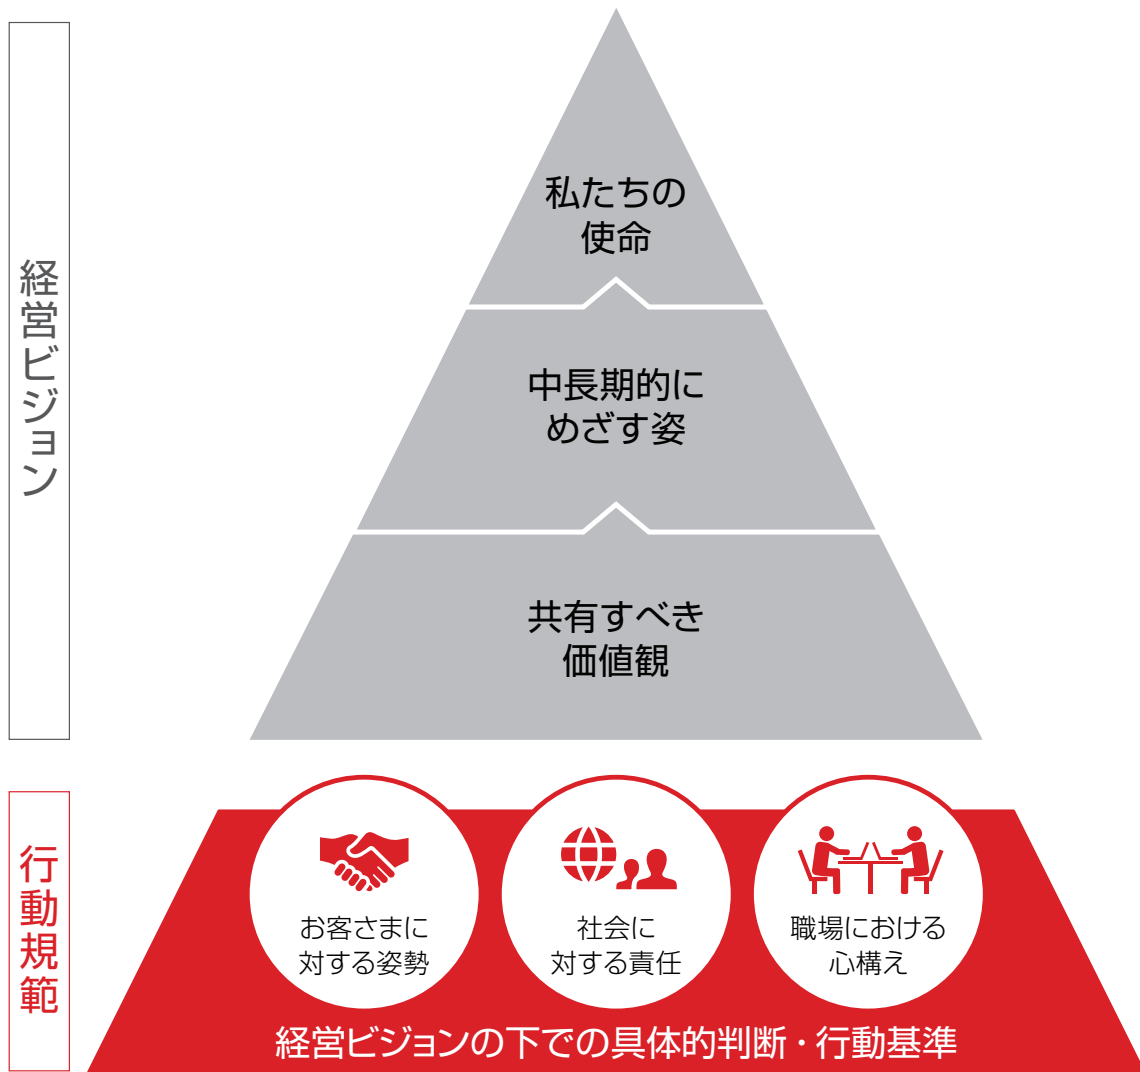 経営ビジョン
私たちの
使命
中長期的に
めざす姿
共有すべき
価値観
行動規範
お客さまに
対する姿勢
社会に
対する責任
職場における
心構え
経営ビジョンの下での具体的判断・行動基準